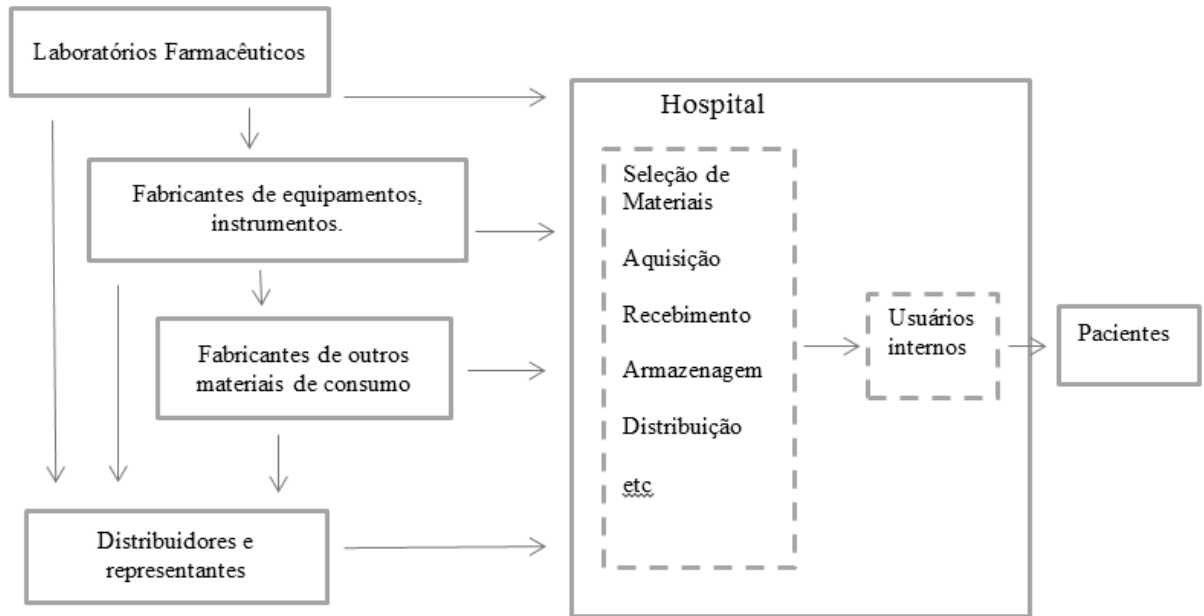 Laboratórios Farmacêuticos
Fabricantes de equipamentos,
instrumentos.
Fabricantes de outros
materiais de consumo
Distribuidores e
representantes
Hospital
Seleção de
Materiais
Aquisição
Recebimento
Armazenagem
Distribuição
etc
Usuários
internos
Pacientes